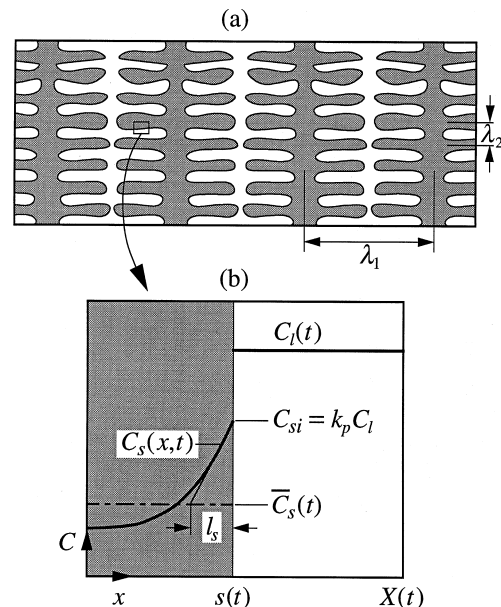 (a)
λ₂
λ₁
(b)
Cₗ(t)
Cₛᵢ = kₚCₗ
Cₛ(x,t)
C̅ₛ(t)
lₛ
C
x
s(t)
X(t)